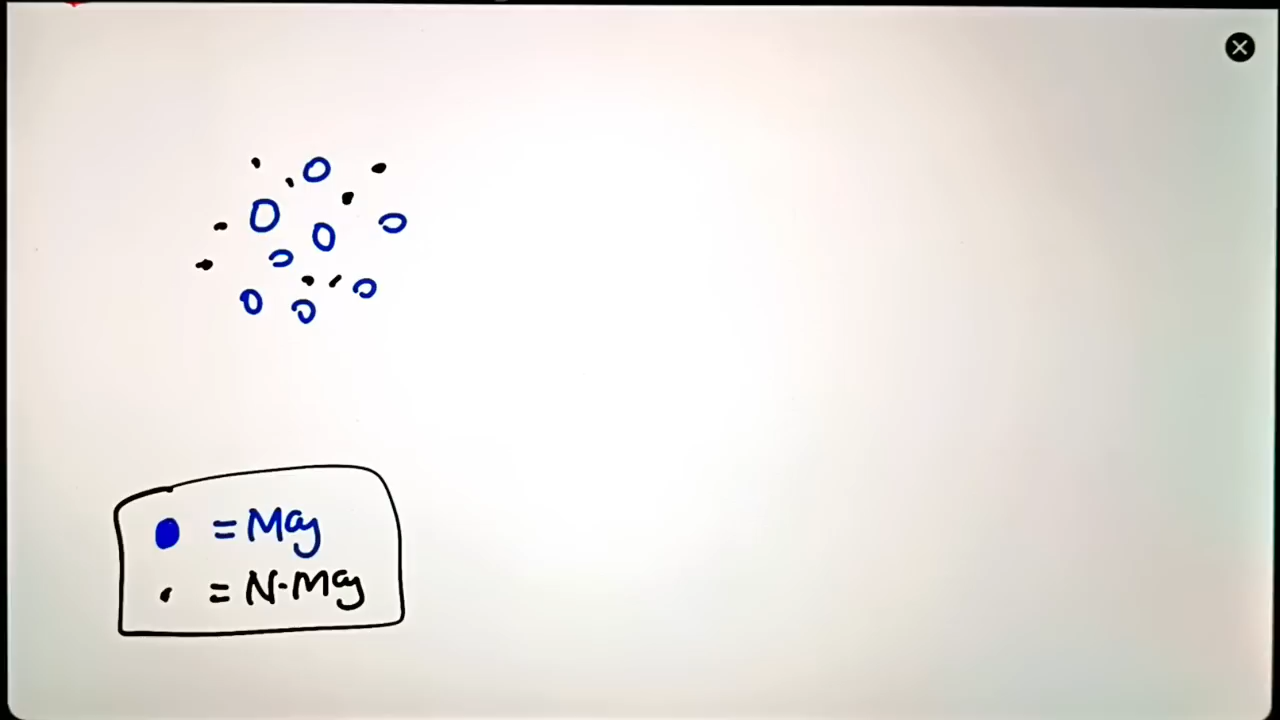 = Mag
= N-Mag